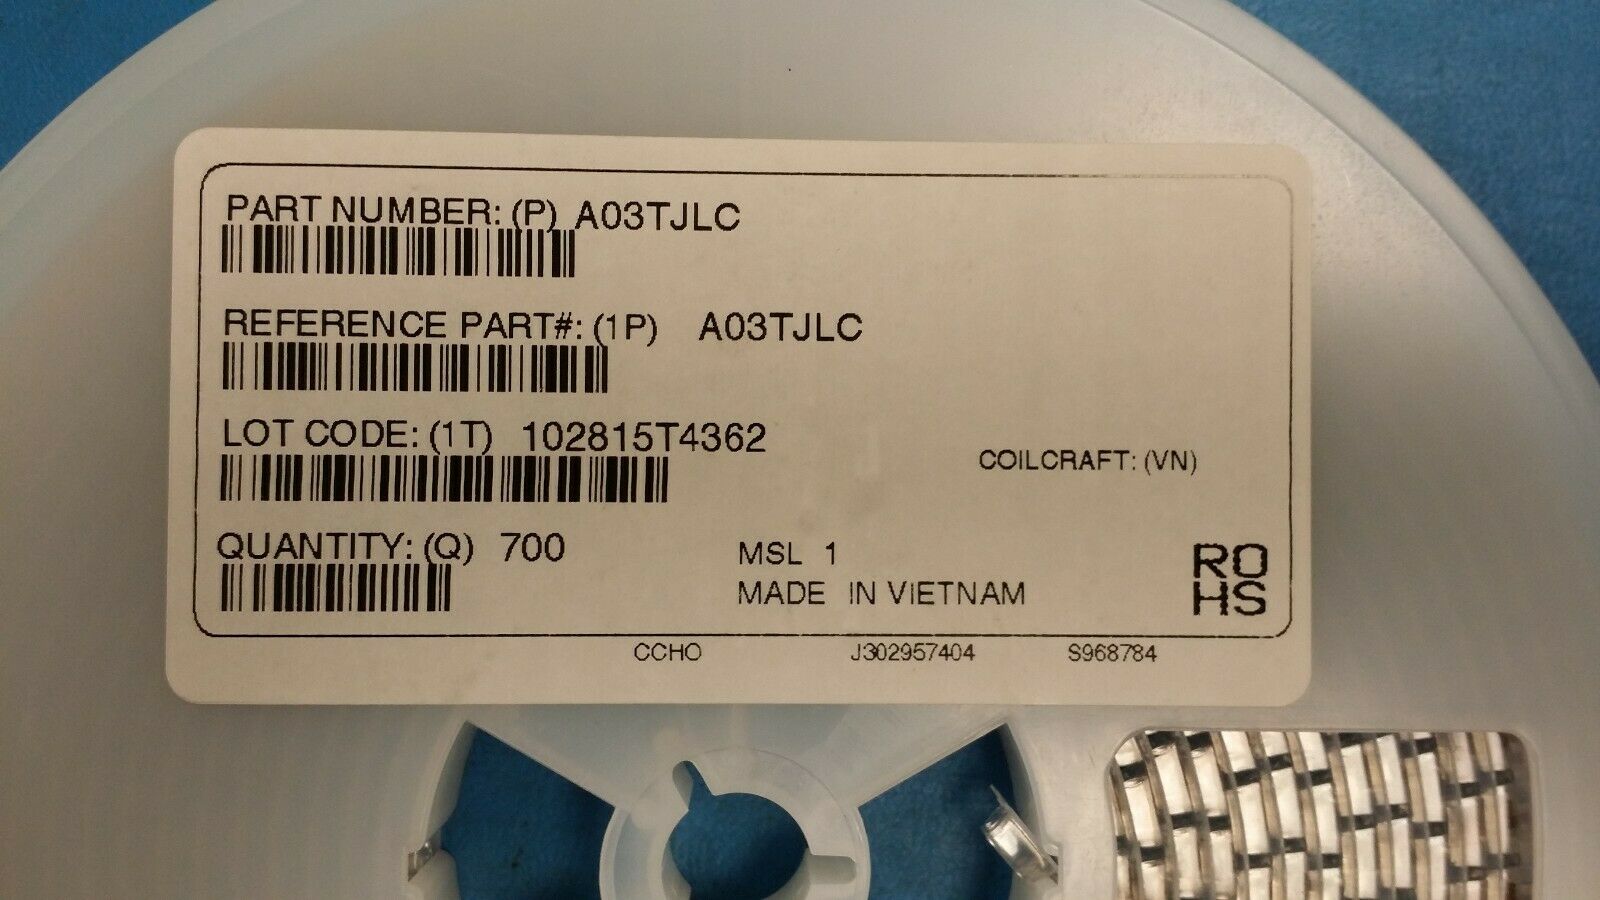 PART NUMBER: (P) A03TJLC
REFERENCE PART#: (1P) A03TJLC
LOT CODE: (1T) 102815T4362
COILCRAFT: (VN)
QUANTITY: (Q) 700
MSL 1
MADE IN VIETNAM
RO
HS
CCHO J302957404 S968784